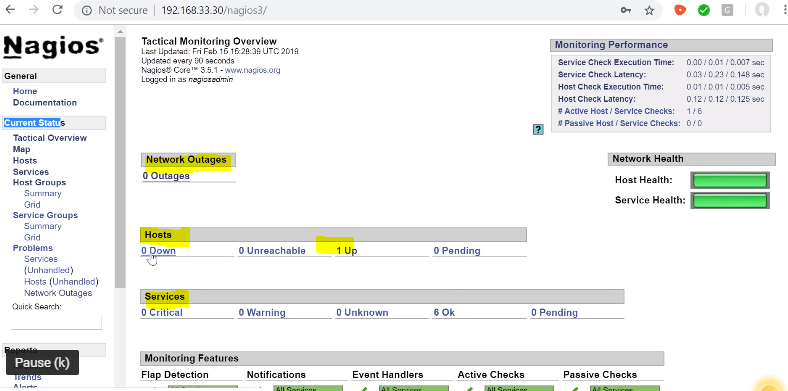 Not secure | 192.168.33.30/nagios3/
Nagios®
General
Home
Documentation
Current Status
Tactical Overview
Map
Hosts
Services
Host Groups
Summary
Grid
Service Groups
Summary
Grid
Problems
Services
(Unhandled)
Hosts (Unhandled)
Network Outages
Quick Search:
Reports
Trends
Alerts
Pause (k)
Tactical Monitoring Overview
Last Updated: Fri Feb 15 15:28:39 UTC 2019
Updated every 90 seconds
Nagios® Core™ 3.5.1 - www.nagios.org
Logged in as nagiosadmin
Monitoring Performance
Service Check Execution Time: 0.00 / 0.01 / 0.007 sec
Service Check Latency: 0.03 / 0.23 / 0.148 sec
Host Check Execution Time: 0.01 / 0.01 / 0.005 sec
Host Check Latency: 0.12 / 0.12 / 0.125 sec
# Active Host / Service Checks: 1 / 6
# Passive Host / Service Checks: 0 / 0
?
Network Outages
0 Outages
Network Health
Host Health:
Service Health:
Hosts
0 Down 0 Unreachable 1 Up 0 Pending
Services
0 Critical 0 Warning 0 Unknown 6 Ok 0 Pending
Monitoring Features
Flap Detection Notifications Event Handlers Active Checks Passive Checks
All Services All Services All Services All Services